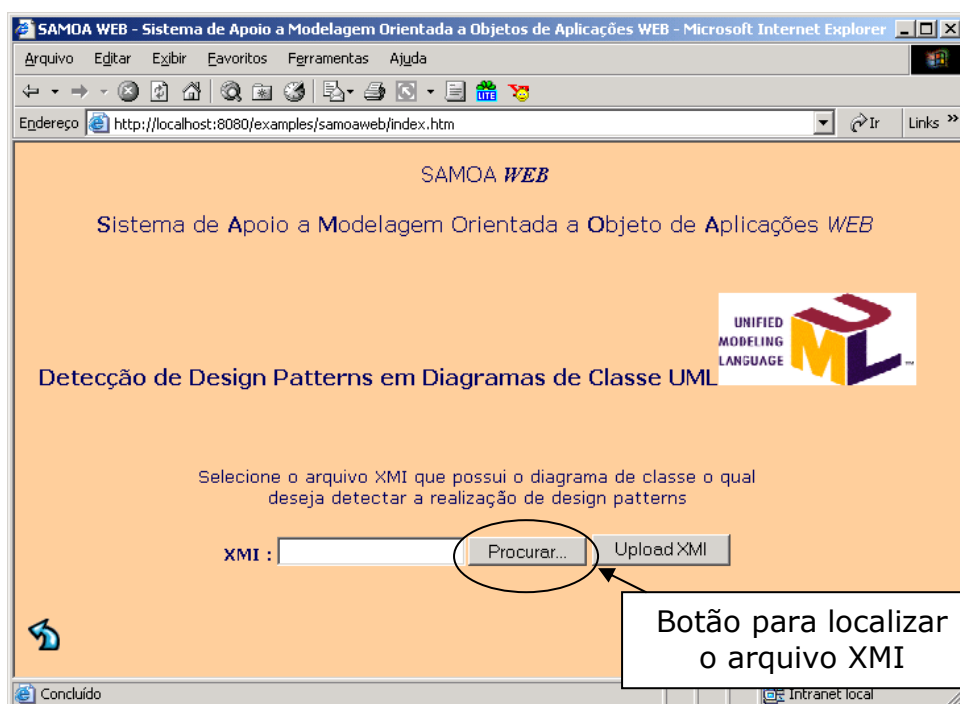 SAMOA WEB - Sistema de Apoio a Modelagem Orientada a Objetos de Aplicações WEB - Microsoft Internet Explorer
Arquivo Editar Exibir Favoritos Ferramentas Ajuda
LITE
Endereço http://localhost:8080/examples/samoaweb/index.htm Ir Links »
SAMOA WEB
Sistema de Apoio a Modelagem Orientada a Objeto de Aplicações WEB
UNIFIED
MODELING
LANGUAGE
UML
Detecção de Design Patterns em Diagramas de Classe UML
Selecione o arquivo XMI que possui o diagrama de classe o qual
deseja detectar a realização de design patterns
XMI : Procurar... Upload XMI
Botão para localizar
o arquivo XMI
Concluído Intranet local